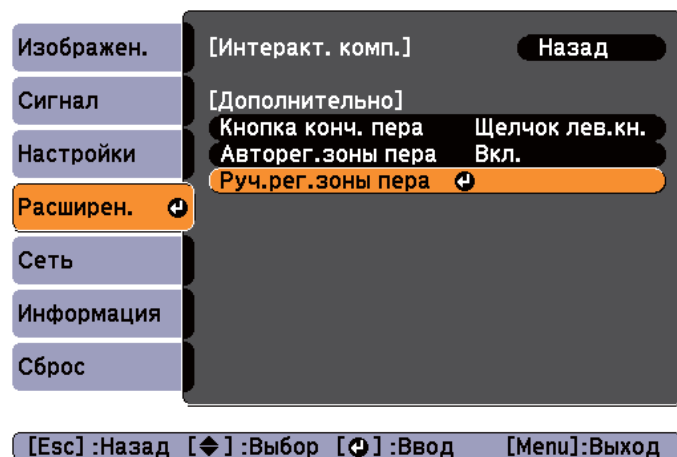 Изображен.
Сигнал
Настройки
Расширен.
Сеть
Информация
Сброс
[Интеракт. комп.] Назад
[Дополнительно]
Кнопка конч. пера Щелчок лев.кн.
Авторег.зоны пера Вкл.
Руч.рег.зоны пера
[Esc] :Назад [ ] :Выбор [ ] :Ввод [Menu]:Выход